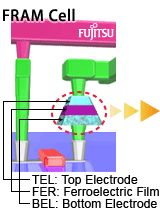 FRAM Cell
FUJITSU
TEL: Top Electrode
FER: Ferroelectric Film
BEL: Bottom Electrode